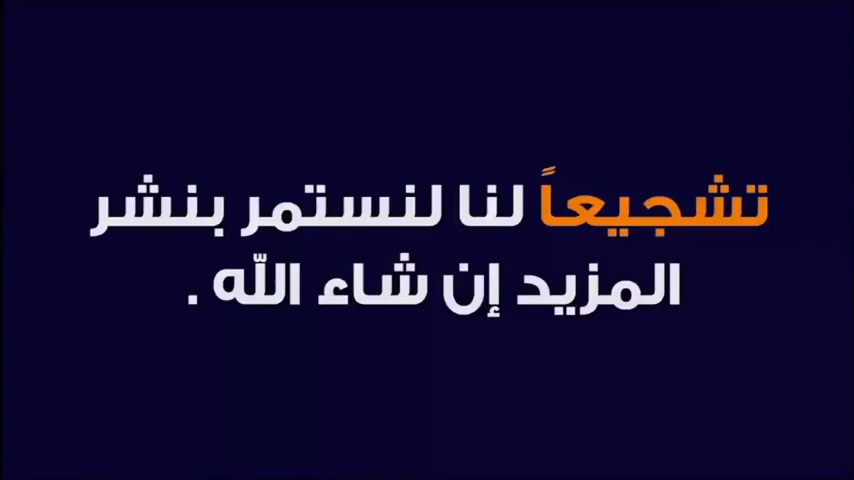 تشجيعاً لنا لنستمر بنشر
المزيد إن شاء الله .